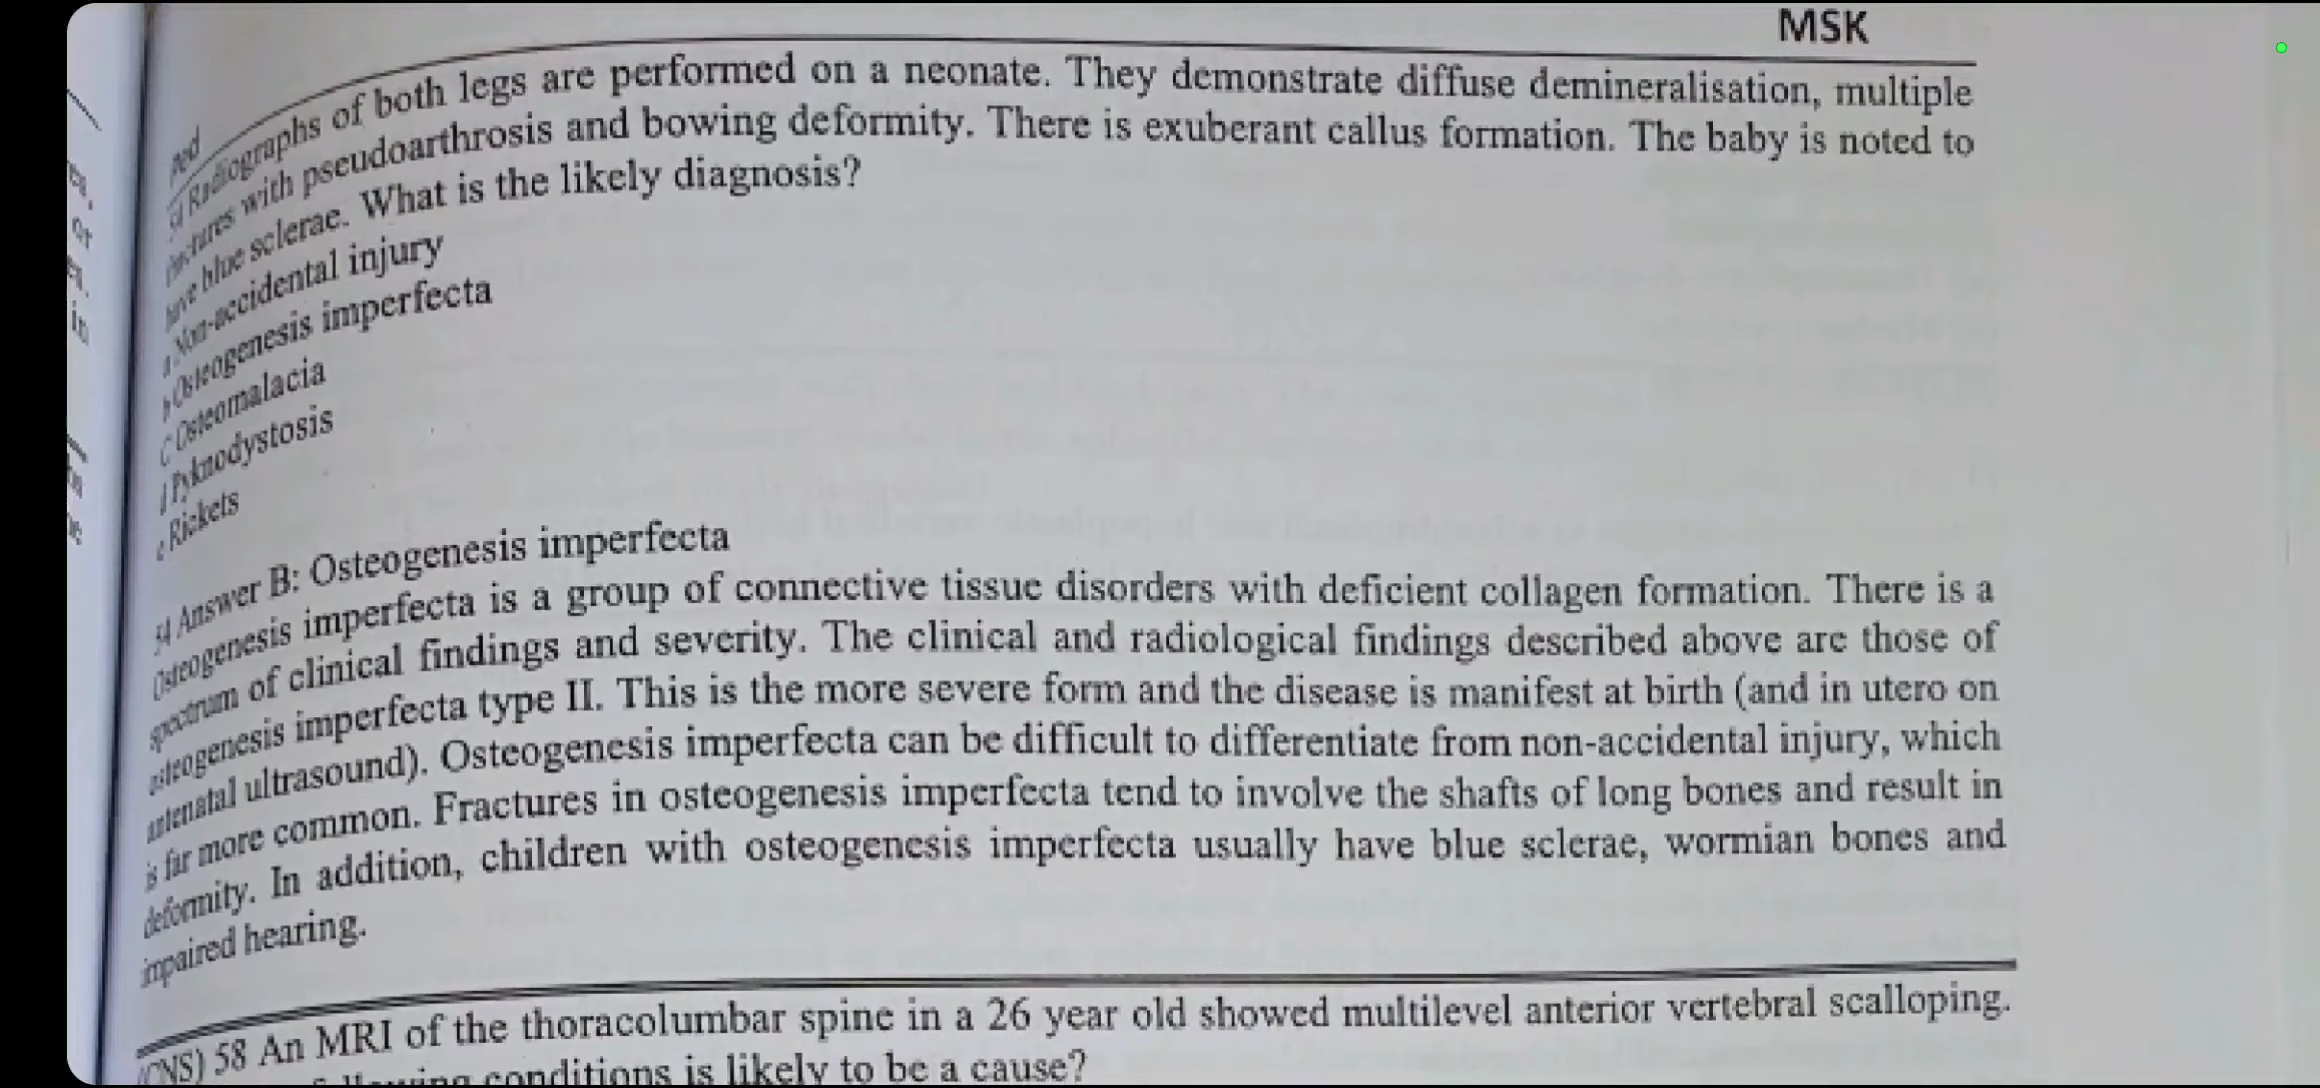 MSK
ped
54 Radiographs of both legs are performed on a neonate. They demonstrate diffuse demineralisation, multiple
fractures with pseudoarthrosis and bowing deformity. There is exuberant callus formation. The baby is noted to
have blue sclerae. What is the likely diagnosis?
a Non-accidental injury
b Osteogenesis imperfecta
C Osteomalacia
d Pyknodystosis
e Rickets
54 Answer B: Osteogenesis imperfecta
Osteogenesis imperfecta is a group of connective tissue disorders with deficient collagen formation. There is a
spectrum of clinical findings and severity. The clinical and radiological findings described above are those of
osteogenesis imperfecta type II. This is the more severe form and the disease is manifest at birth (and in utero on
antenatal ultrasound). Osteogenesis imperfecta can be difficult to differentiate from non-accidental injury, which
is far more common. Fractures in osteogenesis imperfecta tend to involve the shafts of long bones and result in
deformity. In addition, children with osteogenesis imperfecta usually have blue sclerae, wormian bones and
impaired hearing.
(CNS) 58 An MRI of the thoracolumbar spine in a 26 year old showed multilevel anterior vertebral scalloping.
following conditions is likely to be a cause?
or
in